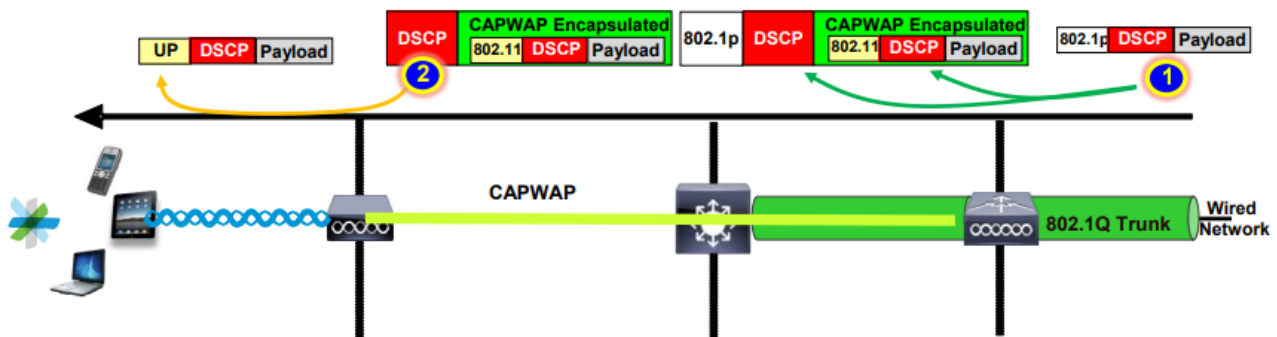 UP DSCP Payload
DSCP
CAPWAP Encapsulated
802.11 DSCP Payload
802.1p DSCP
CAPWAP Encapsulated
802.11 DSCP Payload
802.1p DSCP Payload
2
1
CAPWAP
802.1Q Trunk
Wired
Network